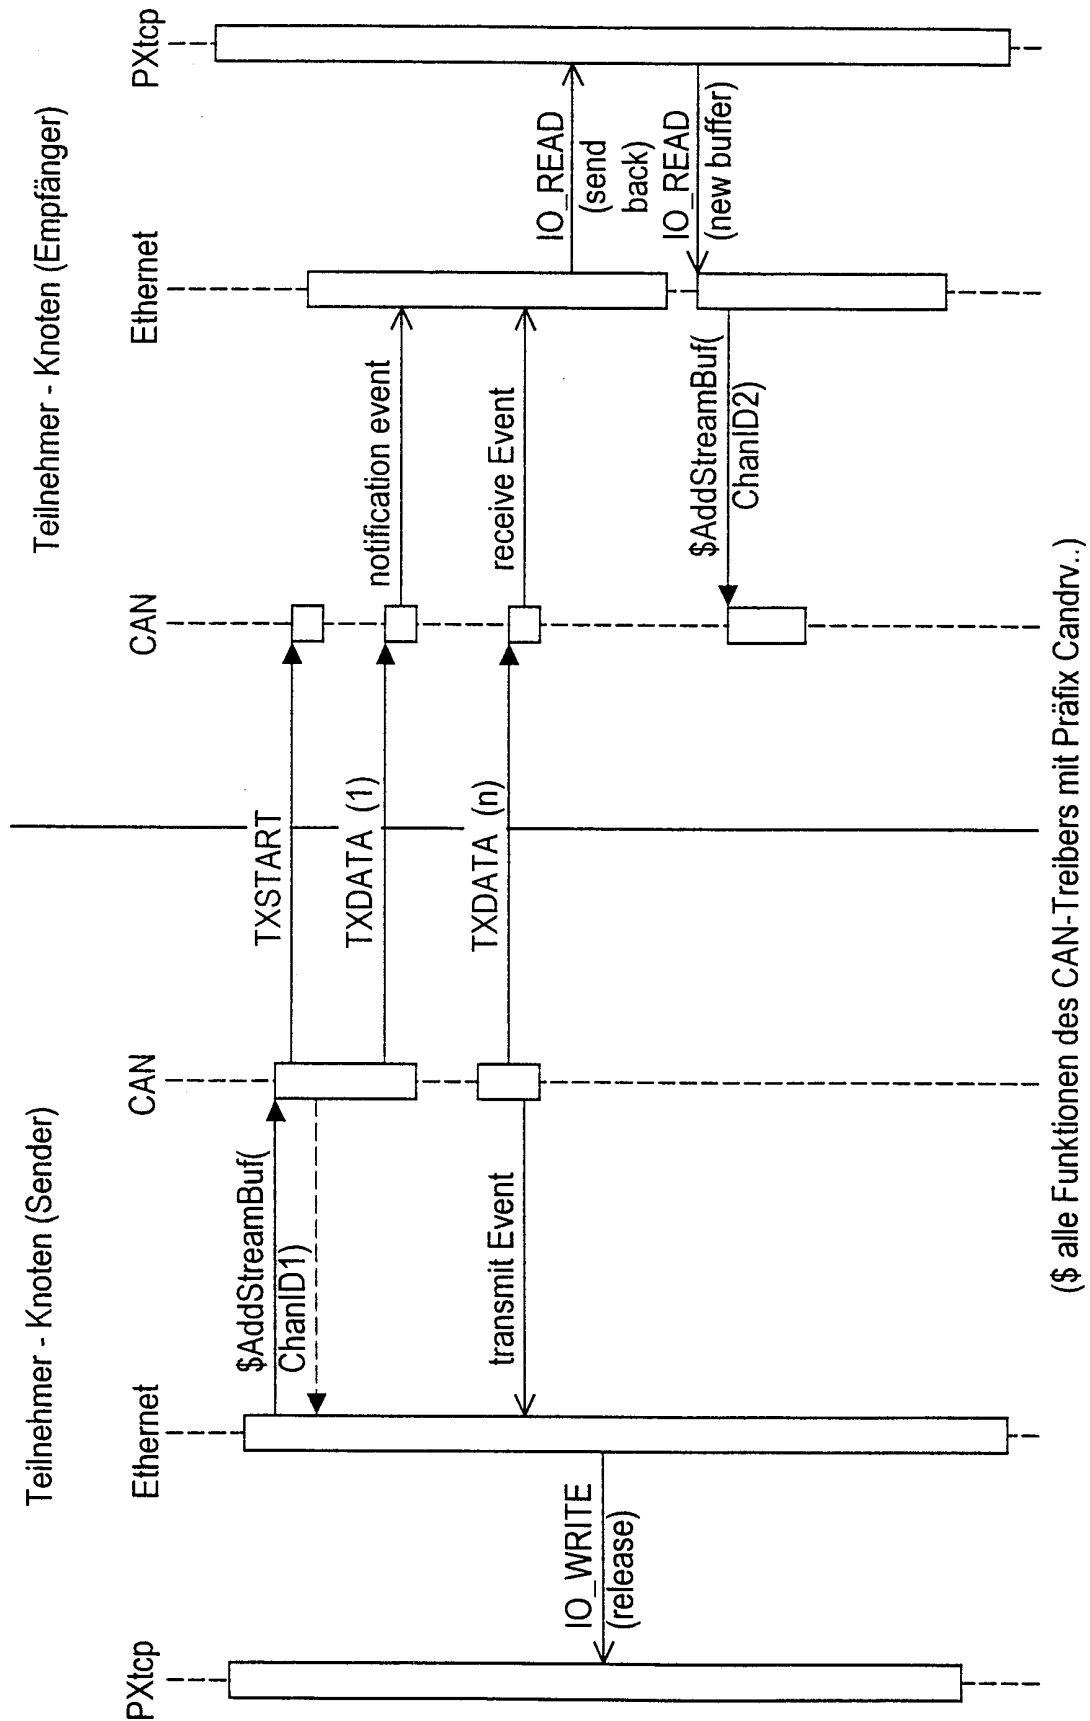 Teilnehmer - Knoten (Sender)
Teilnehmer - Knoten (Empfänger)
PXtcp
Ethernet
CAN
CAN
Ethernet
PXtcp
$AddStreamBuf(
ChanID1)
TXSTART
TXDATA (1)
notification event
TXDATA (n)
transmit Event
receive Event
IO_WRITE
(release)
IO_READ
(send
back)
IO_READ
(new buffer)
$AddStreamBuf(
ChanID2)
($ alle Funktionen des CAN-Treibers mit Präfix Candrv..)